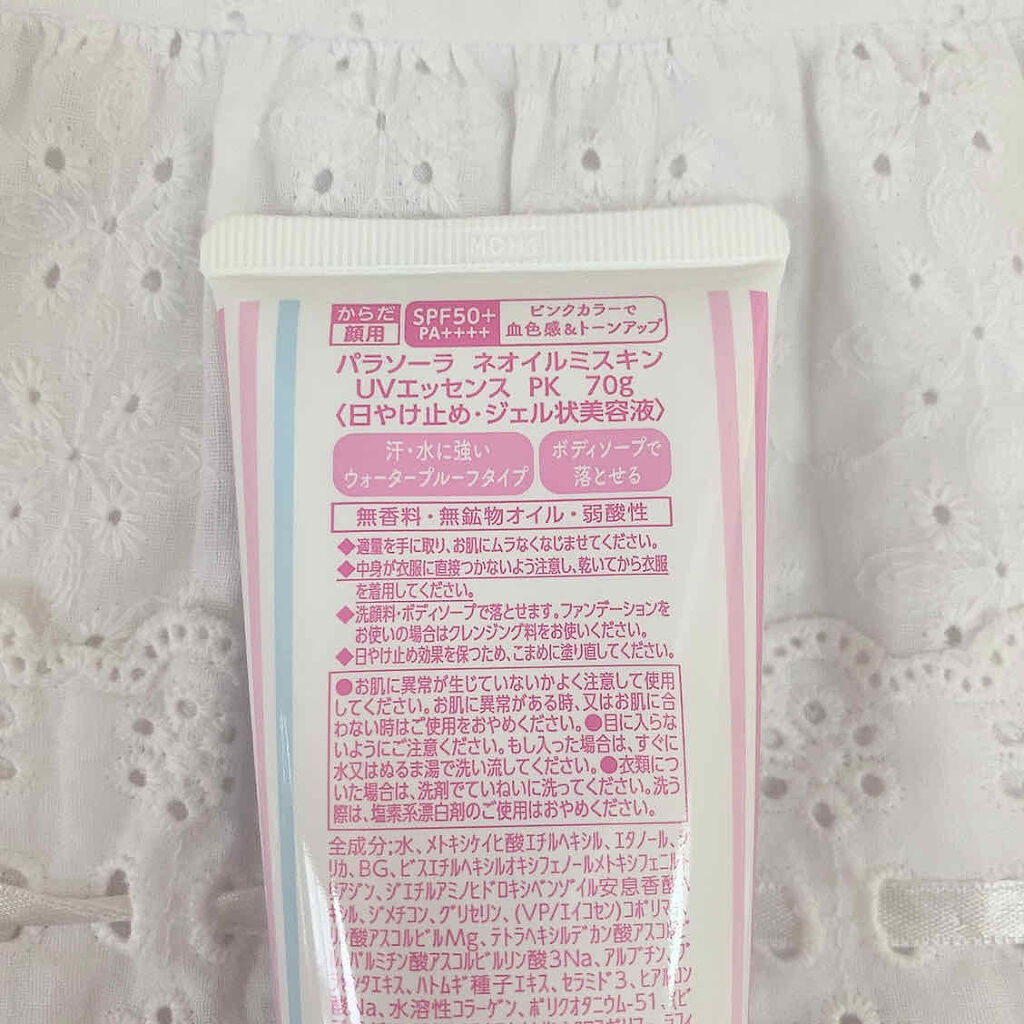 からだ
顔用
SPF50+
PA++++
ピンクカラーで
血色感&トーンアップ
パラソーラ ネオイルミスキン
UVエッセンス PK 70g
〈日やけ止め・ジェル状美容液〉
汗・水に強い
ウォータープルーフタイプ
ボディソープで
落とせる
無香料・無鉱物オイル・弱酸性
◆適量を手に取り、お肌にムラなくなじませてください。
◆中身が衣服に直接つかないよう注意し、乾いてから衣服
を着用してください。
◆洗顔料・ボディソープで落とせます。ファンデーションを
お使いの場合はクレンジング料をお使いください。
◆日やけ止め効果を保つため、こまめに塗り直してください。
●お肌に異常が生じていないかよく注意して使用
してください。お肌に異常がある時、又はお肌に合
わない時はご使用をおやめください。●目に入らな
いようにご注意ください。もし入った場合は、すぐに
水又はぬるま湯で洗い流してください。●衣類につ
いた場合は、洗剤でていねいに洗ってください。洗う
際は、塩素系漂白剤のご使用はおやめください。
全成分;水、メトキシケイヒ酸エチルヘキシル、エタノール、シ
リカ、BG、ビスエチルヘキシルオキシフェノールメトキシフェニルト
リアジン、ジエチルアミノヒドロキシベンゾイル安息香酸ヘ
キシル、ジメチコン、グリセリン、(VP/エイコセン)コポリマー、
リン酸アスコルビルMg、テトラヘキシルデカン酸アスコルビ
ル、パルミチン酸アスコルビルリン酸3Na、アルブチン、
エキス、ハトムギ種子エキス、セラミド3、ヒアルロン
酸Na、水溶性コラーゲン、ポリクオタニウム-51、